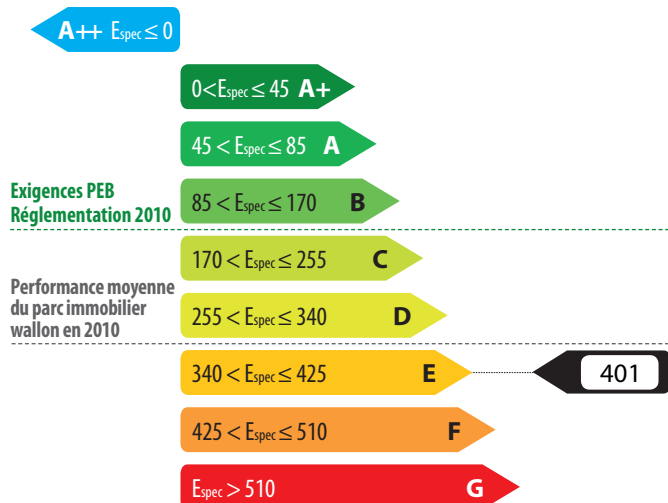 A++ Espec ≤ 0
0 < Espec ≤ 45 A+
45 < Espec ≤ 85 A
Exigences PEB
Réglementation 2010
85 < Espec ≤ 170 B
170 < Espec ≤ 255 C
Performance moyenne
du parc immobilier
wallon en 2010
255 < Espec ≤ 340 D
340 < Espec ≤ 425 E
401
425 < Espec ≤ 510 F
Espec > 510 G